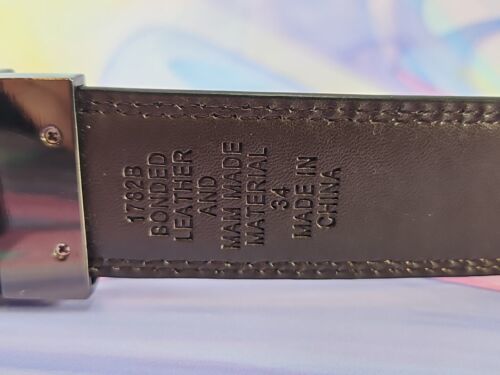 1782B
BONDED
LEATHER
AND
MAM MADE
MATERIAL
34
MADE IN
CHINA